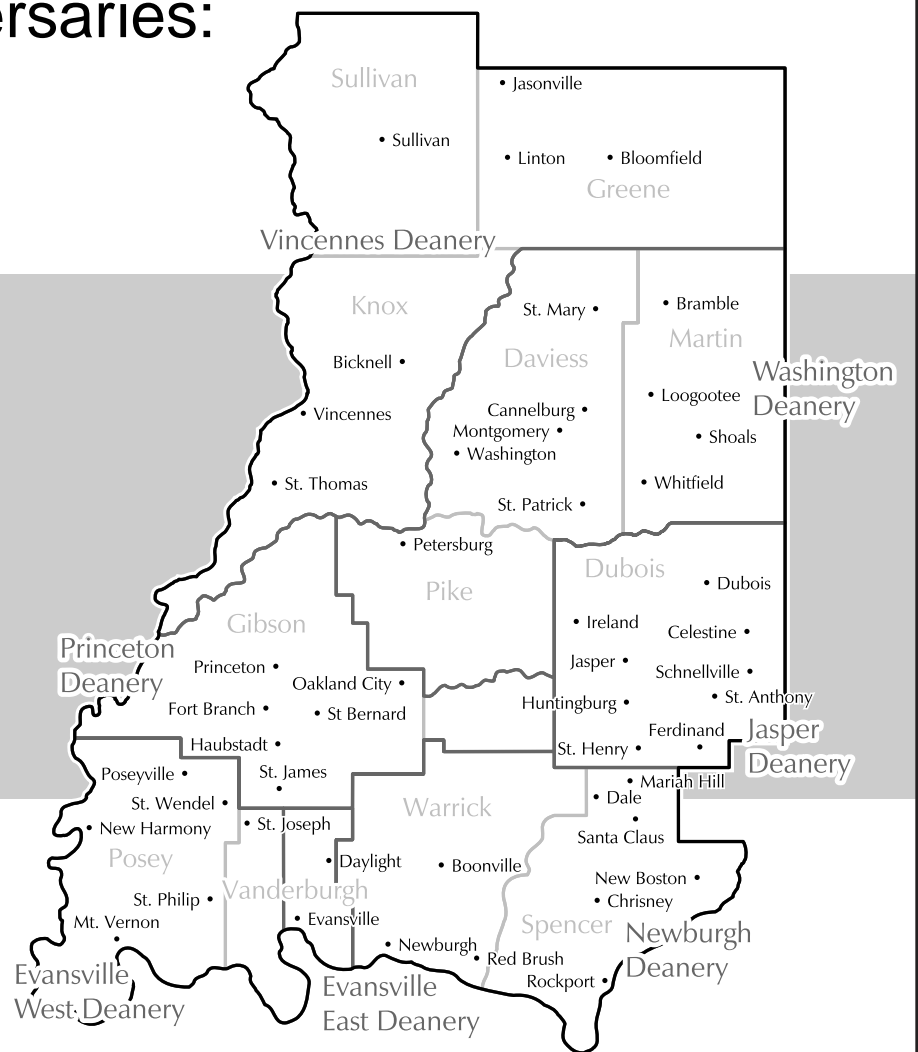 ersaries:
Sullivan
Jasonville
Sullivan
Linton
Bloomfield
Greene
Vincennes Deanery
Knox
St. Mary
Bramble
Martin
Daviess
Bicknell
Washington
Deanery
Loogootee
Cannelburg
Vincennes
Montgomery
Shoals
Washington
St. Thomas
Whitfield
St. Patrick
Petersburg
Dubois
Dubois
Pike
Gibson
Ireland
Celestine
Princeton
Deanery
Princeton
Jasper
Schnellville
Oakland City
St. Anthony
Huntingburg
Fort Branch
St Bernard
Ferdinand
Jasper
Deanery
Haubstadt
St. Henry
Poseyville
St. James
Mariah Hill
Dale
St. Wendel
Warrick
New Harmony
St. Joseph
Santa Claus
Posey
Daylight
Boonville
Vanderburgh
New Boston
St. Philip
Chrisney
Mt. Vernon
Evansville
Spencer
Newburgh
Deanery
Newburgh
Red Brush
Rockport
Evansville
West Deanery
Evansville
East Deanery